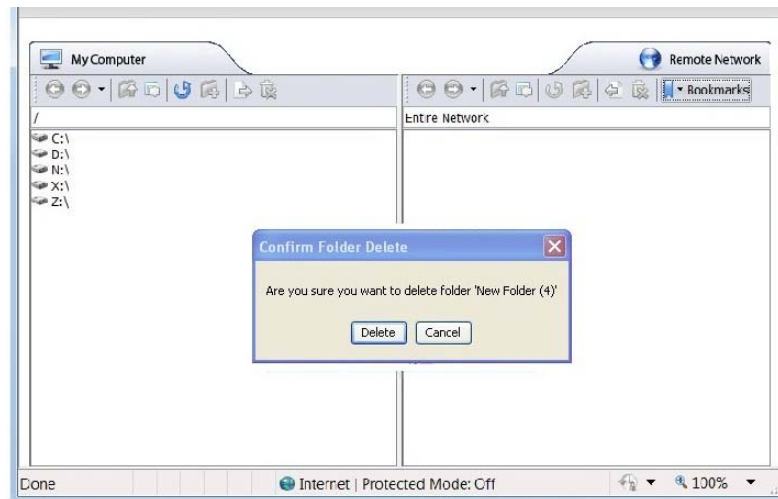 My Computer
Remote Network
Bookmarks
/
Entire Network
C:\
D:\
N:\
X:\
Z:\
Confirm Folder Delete
Are you sure you want to delete folder 'New Folder (4)'
Delete
Cancel
Done
Internet | Protected Mode: Off
100%